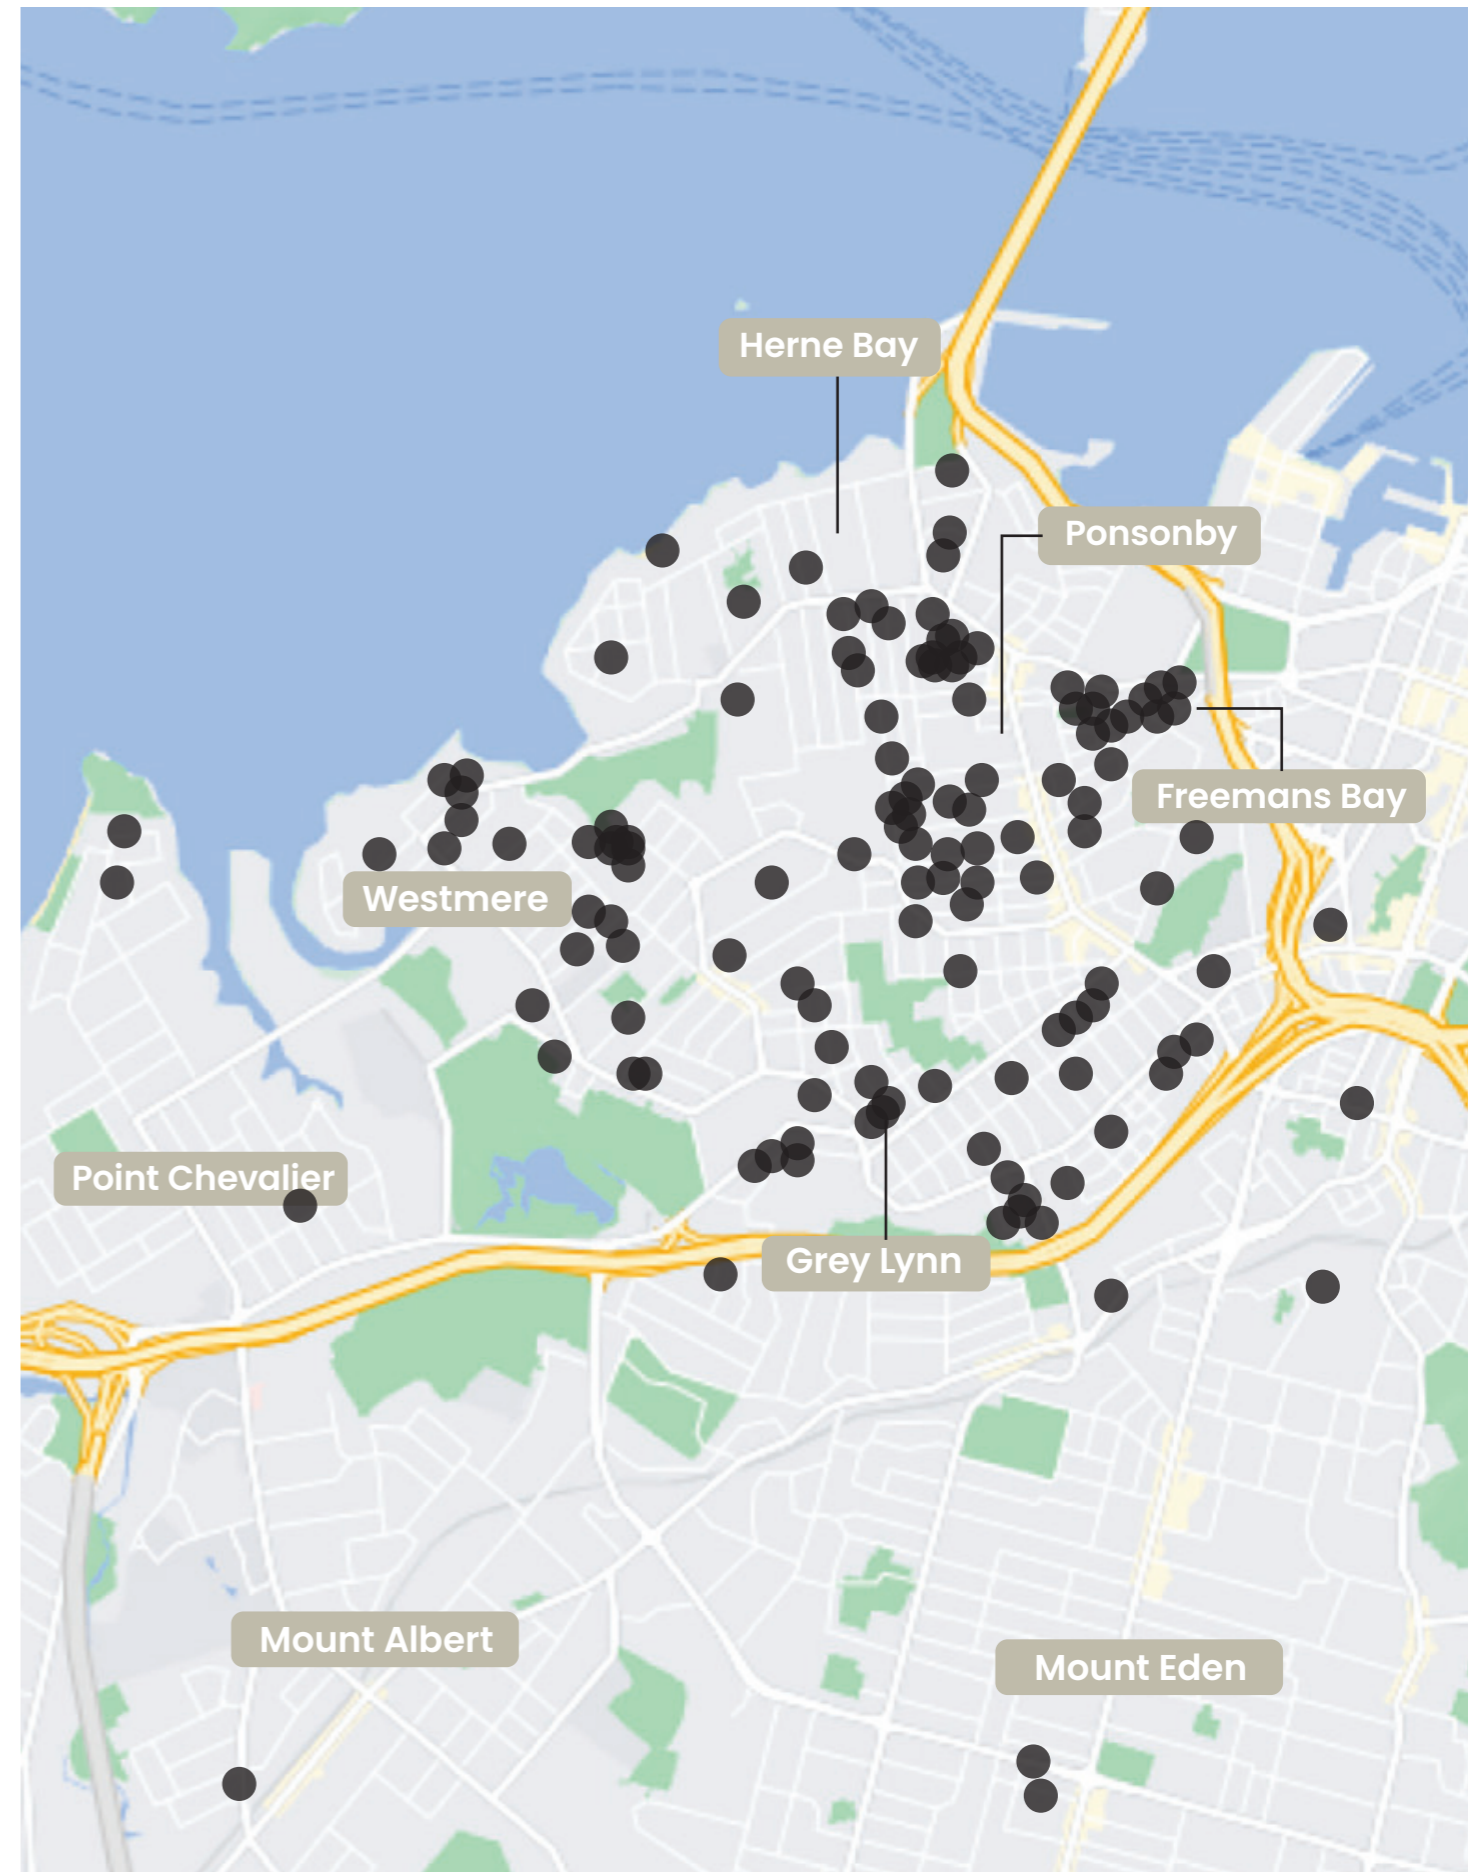 Herne Bay
Ponsonby
Freemans Bay
Westmere
Point Chevalier
Grey Lynn
Mount Albert
Mount Eden